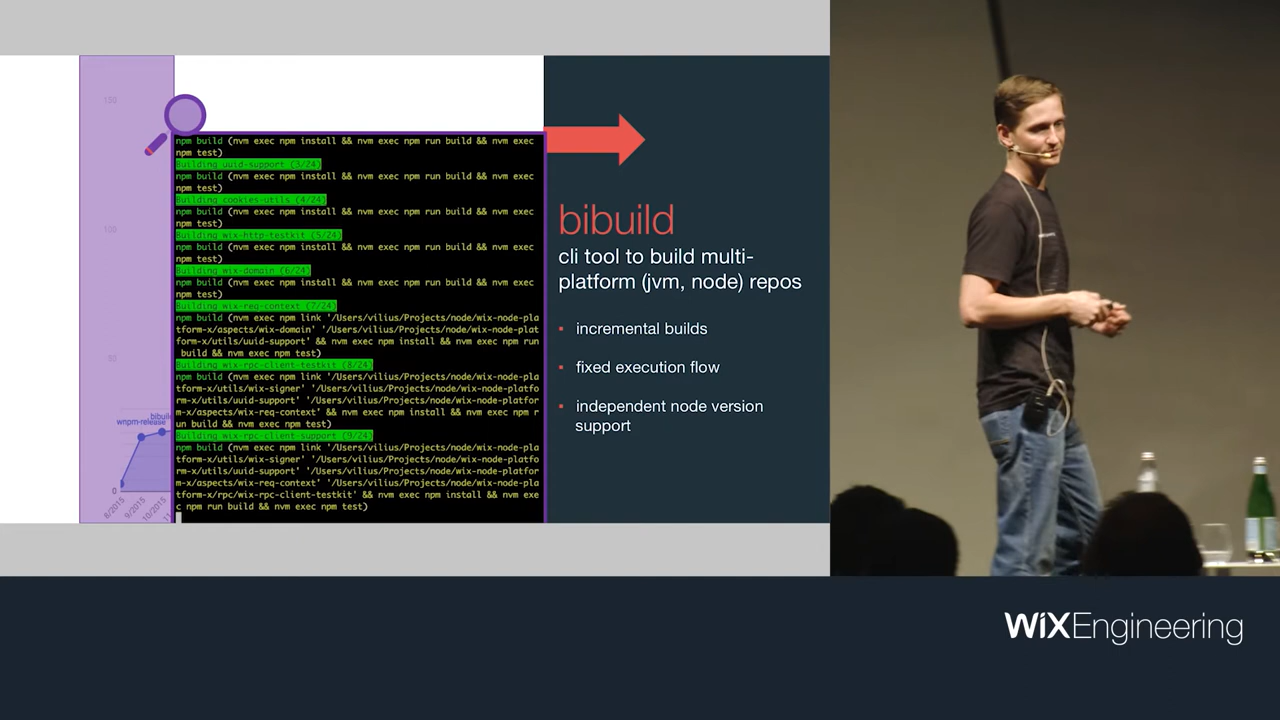 150
100
50
0
bibuil
wnpm-release
8/2015
9/2015
10/2015
npm build (nvm exec npm install && nvm exec npm run build && nvm exec
npm test)
Building uuid-support (3/24)
npm build (nvm exec npm install && nvm exec npm run build && nvm exec
npm test)
Building cookies-utils (4/24)
npm build (nvm exec npm install && nvm exec npm run build && nvm exec
npm test)
Building wix-http-testkit (5/24)
npm build (nvm exec npm install && nvm exec npm run build && nvm exec
npm test)
Building wix-domain (6/24)
npm build (nvm exec npm install && nvm exec npm run build && nvm exec
npm test)
Building wix-req-context (7/24)
npm build (nvm exec npm link '/Users/vilius/Projects/node/wix-node-pla
tform-x/aspects/wix-domain' '/Users/vilius/Projects/node/wix-node-plat
form-x/utils/uuid-support' && nvm exec npm install && nvm exec npm run
build && nvm exec npm test)
Building wix-rpc-client-testkit (8/24)
npm build (nvm exec npm link '/Users/vilius/Projects/node/wix-node-pla
tform-x/utils/wix-signer' '/Users/vilius/Projects/node/wix-node-platfo
rm-x/utils/uuid-support' '/Users/vilius/Projects/node/wix-node-platfor
m-x/aspects/wix-req-context' && nvm exec npm install && nvm exec npm r
un build && nvm exec npm test)
Building wix-rpc-client-support (9/24)
npm build (nvm exec npm link '/Users/vilius/Projects/node/wix-node-pla
tform-x/utils/wix-signer' '/Users/vilius/Projects/node/wix-node-platfo
rm-x/utils/uuid-support' '/Users/vilius/Projects/node/wix-node-platfor
m-x/aspects/wix-req-context' '/Users/vilius/Projects/node/wix-node-pla
tform-x/rpc/wix-rpc-client-testkit' && nvm exec npm install && nvm exe
c npm run build && nvm exec npm test)
bibuild
cli tool to build multi-
platform (jvm, node) repos
▪ incremental builds
▪ fixed execution flow
▪ independent node version
support
WiXEngineering